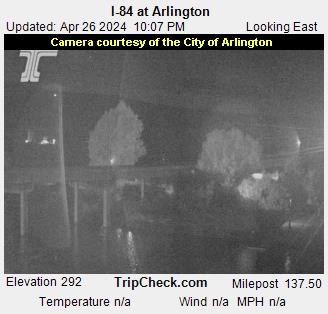 I-84 at Arlington
Updated: Apr 26 2024 10:07 PM Looking East
Camera courtesy of the City of Arlington
Elevation 292 TripCheck.com Milepost 137.50
Temperature n/a Wind n/a MPH n/a